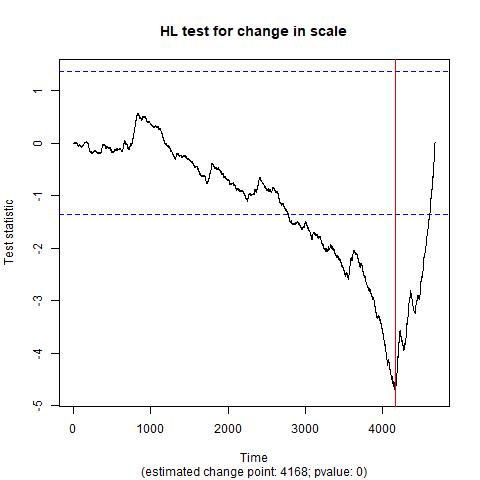 HL test for change in scale
Test statistic
1
0
-1
-2
-3
-4
-5
0 1000 2000 3000 4000
Time
(estimated change point: 4168; pvalue: 0)